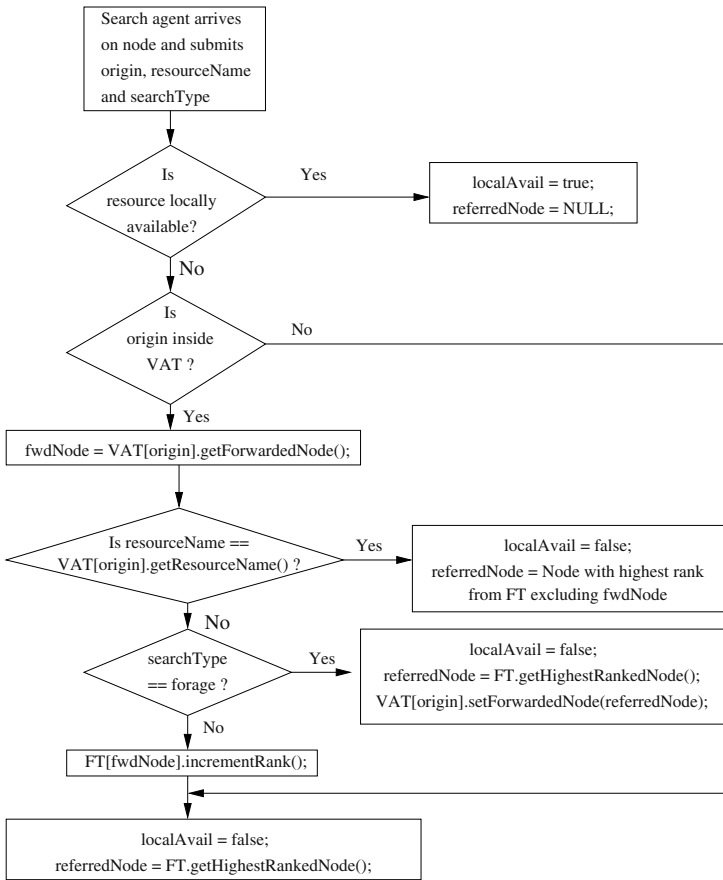 Search agent arrives
on node and submits
origin, resourceName
and searchType
Is
resource locally
available?
Yes
localAvail = true;
referredNode = NULL;
No
Is
origin inside
VAT ?
No
Yes
fwdNode = VAT[origin].getForwardedNode();
Is resourceName ==
VAT[origin].getResourceName() ?
Yes
localAvail = false;
referredNode = Node with highest rank
from FT excluding fwdNode
No
searchType
== forage ?
Yes
localAvail = false;
referredNode = FT.getHighestRankedNode();
VAT[origin].setForwardedNode(referredNode);
No
FT[fwdNode].incrementRank();
localAvail = false;
referredNode = FT.getHighestRankedNode();